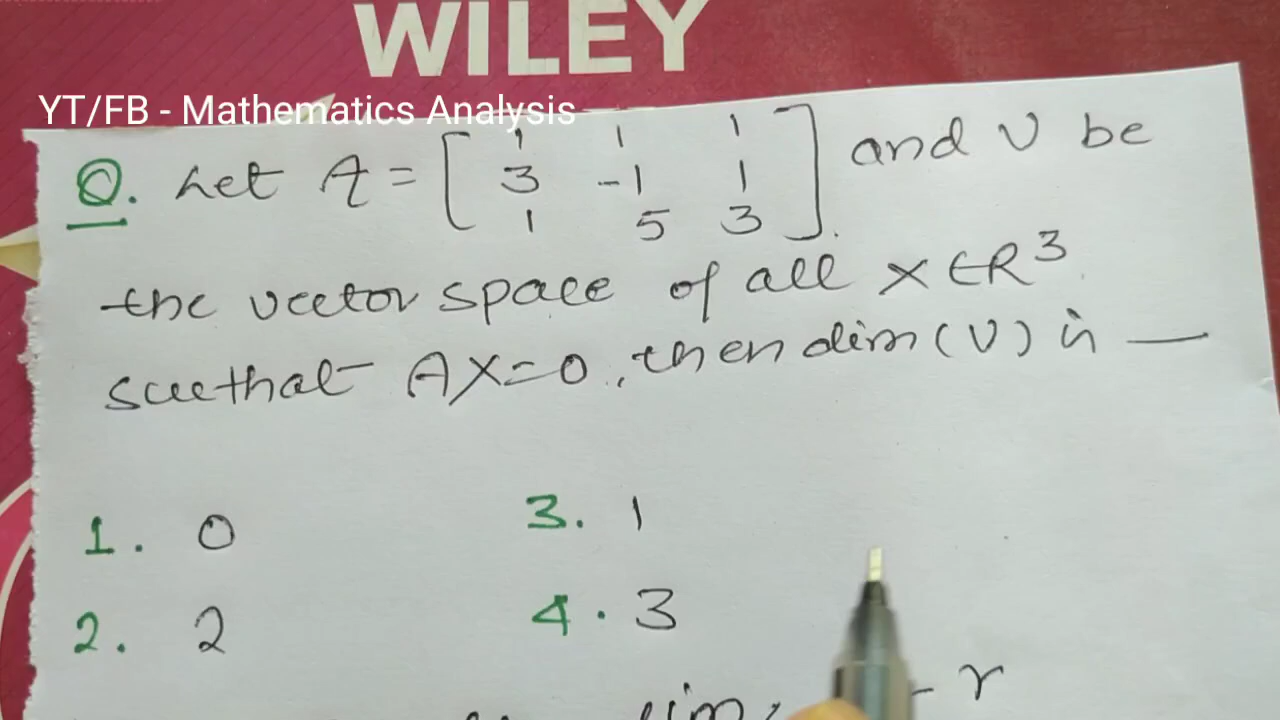 WILEY
YT/FB - Mathematics Analysis
Q. Let A = [ 1 1 1
3 -1 1
1 5 3 ]. and V be
the vector space of all X ∈ R³
such that AX=0, then dim(V) is —
1. 0
3. 1
2. 2
4. 3
- r